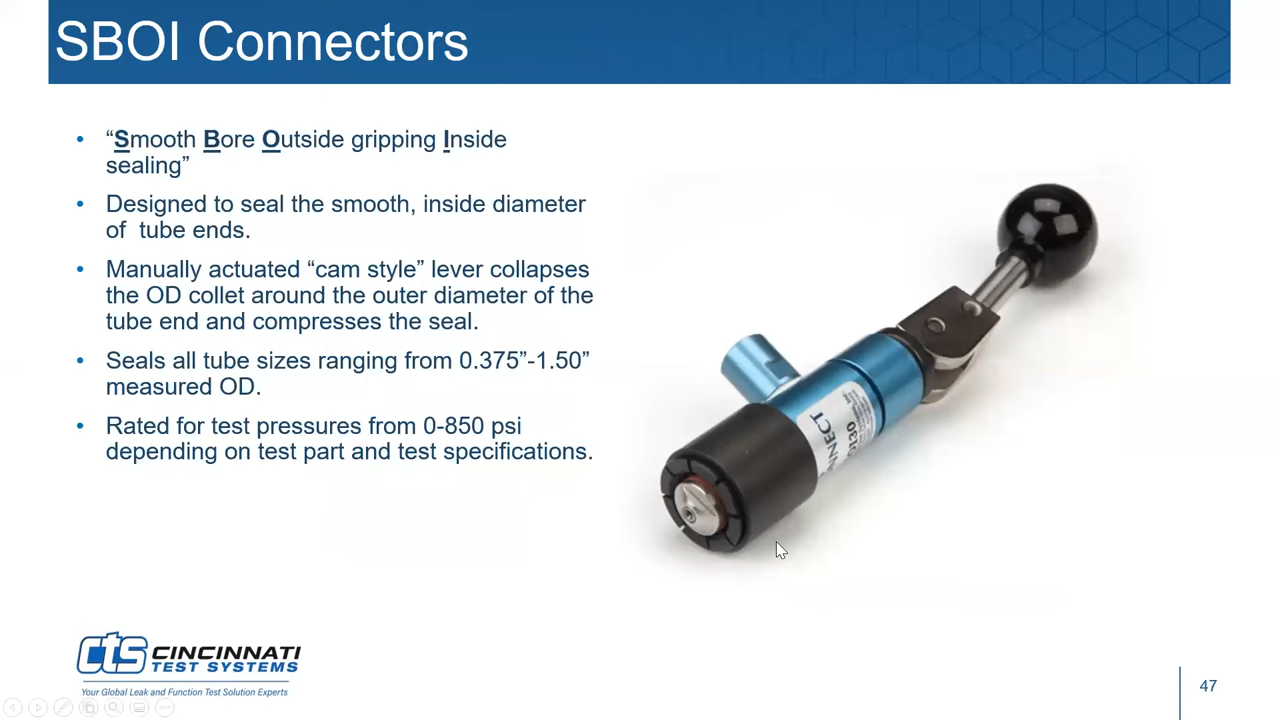 SBOI Connectors
• “Smooth Bore Outside gripping Inside
sealing”
• Designed to seal the smooth, inside diameter
of tube ends.
• Manually actuated “cam style” lever collapses
the OD collet around the outer diameter of the
tube end and compresses the seal.
• Seals all tube sizes ranging from 0.375”-1.50”
measured OD.
• Rated for test pressures from 0-850 psi
depending on test part and test specifications.
cts CINCINNATI
TEST SYSTEMS
Your Global Leak and Function Test Solution Experts
47